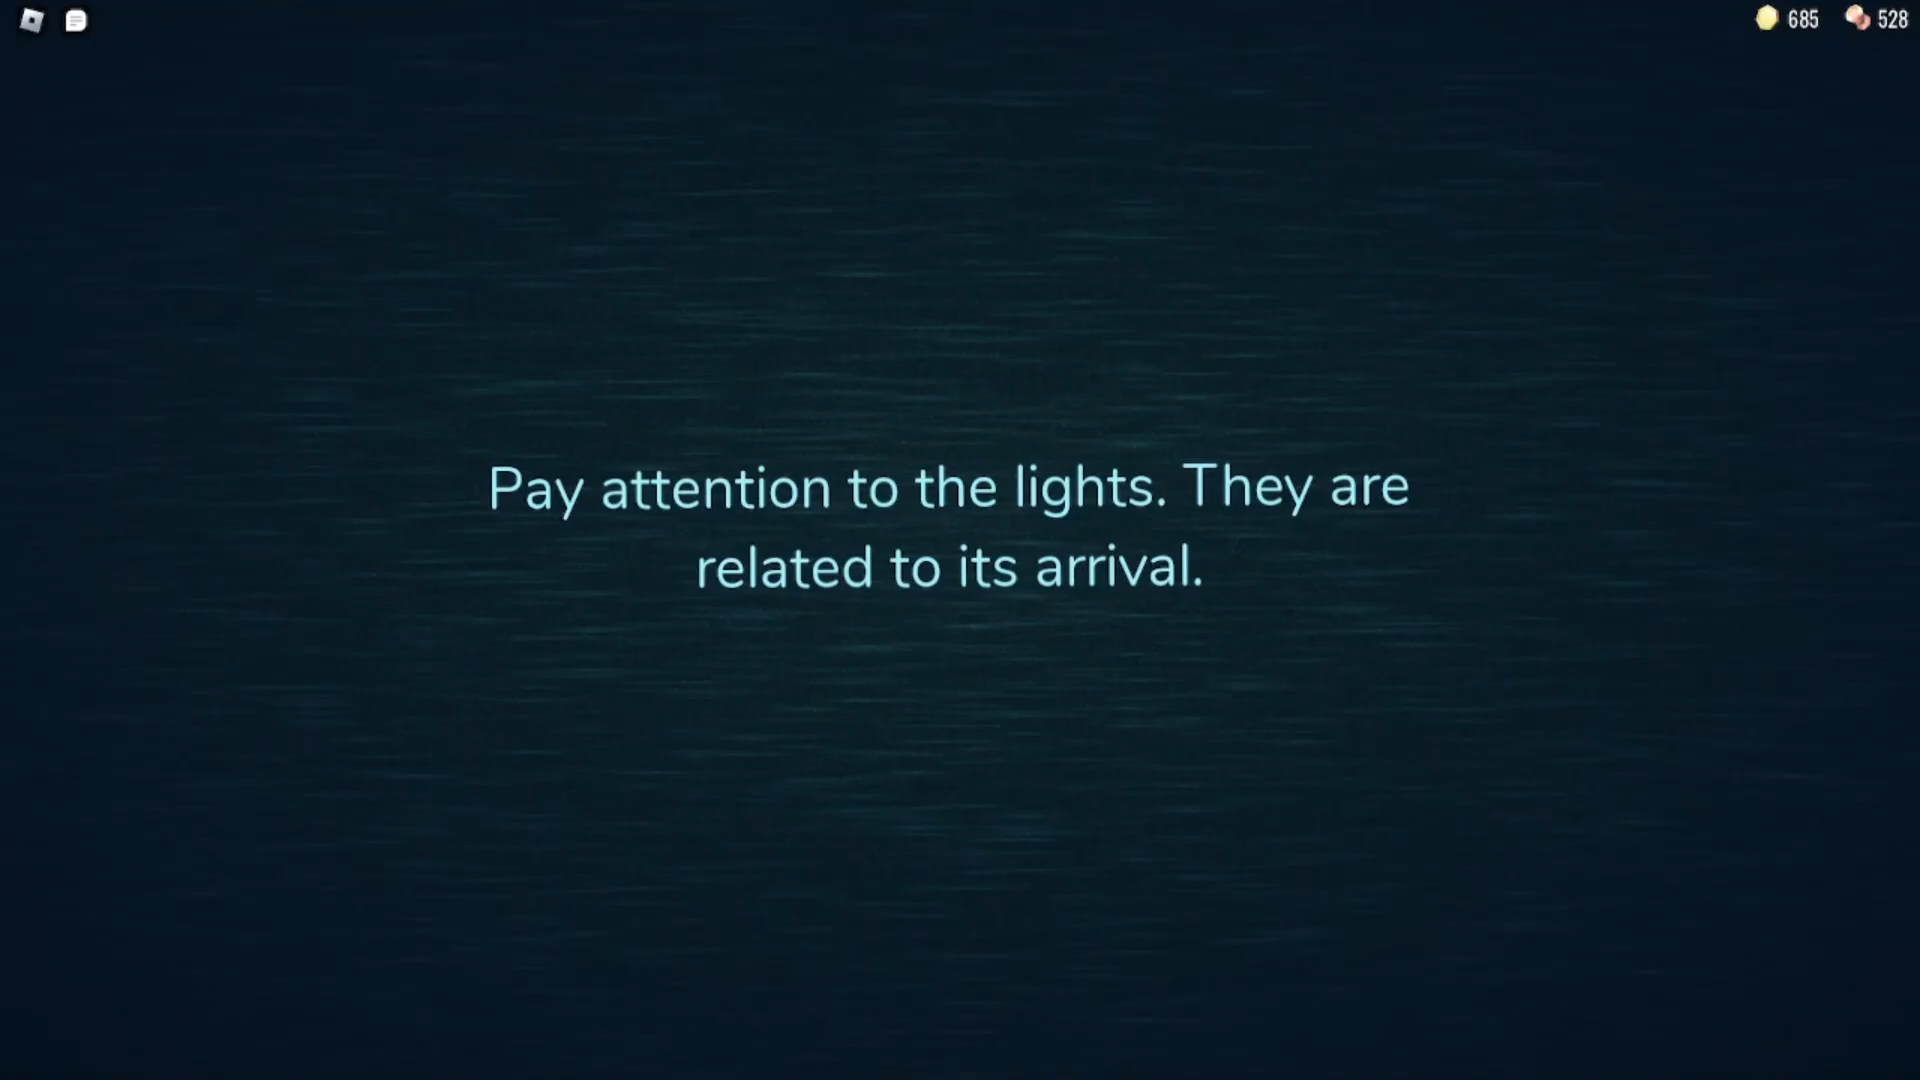 685 528
Pay attention to the lights. They are
related to its arrival.